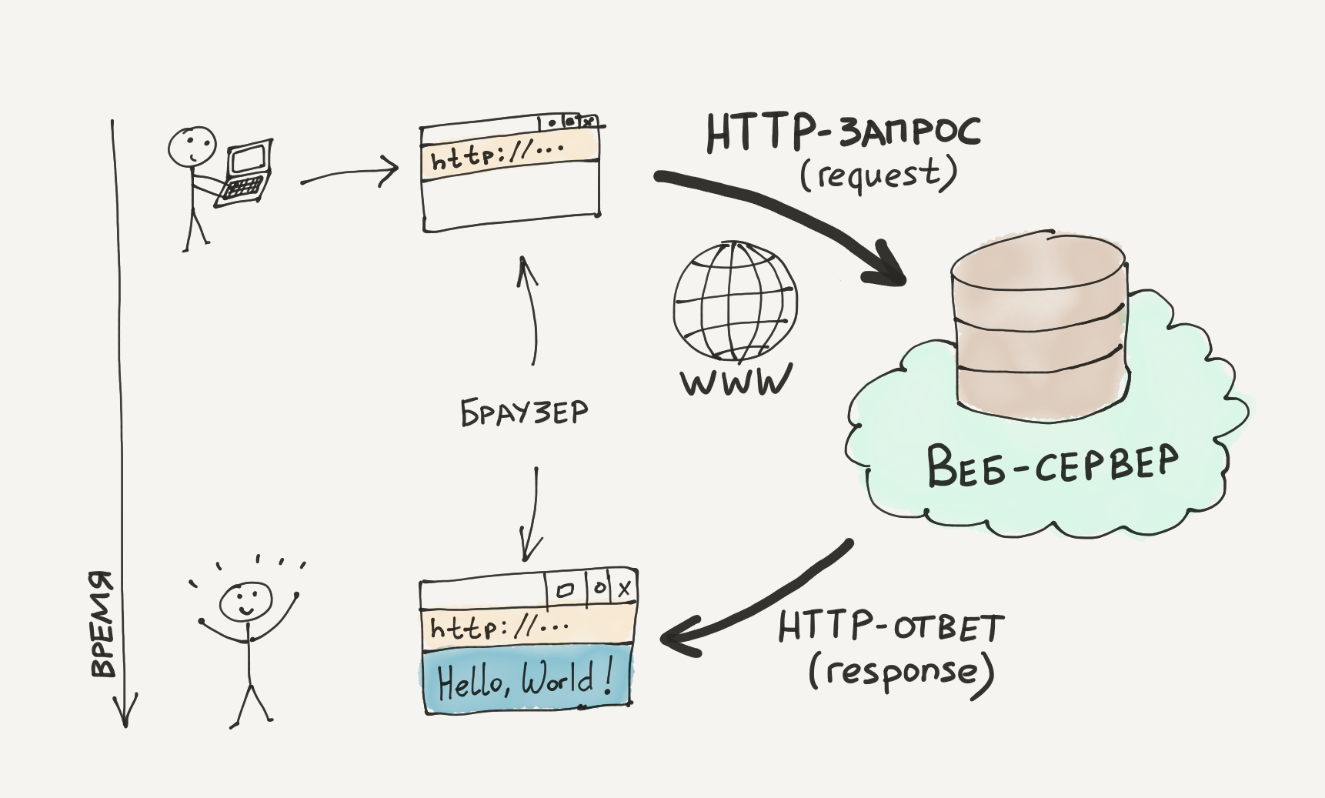 http://...
HTTP-ЗАПРОС
(request)
WWW
БРАУЗЕР
ВЕБ-СЕРВЕР
ВРЕМЯ
http://...
Hello, World!
HTTP-ОТВЕТ
(response)